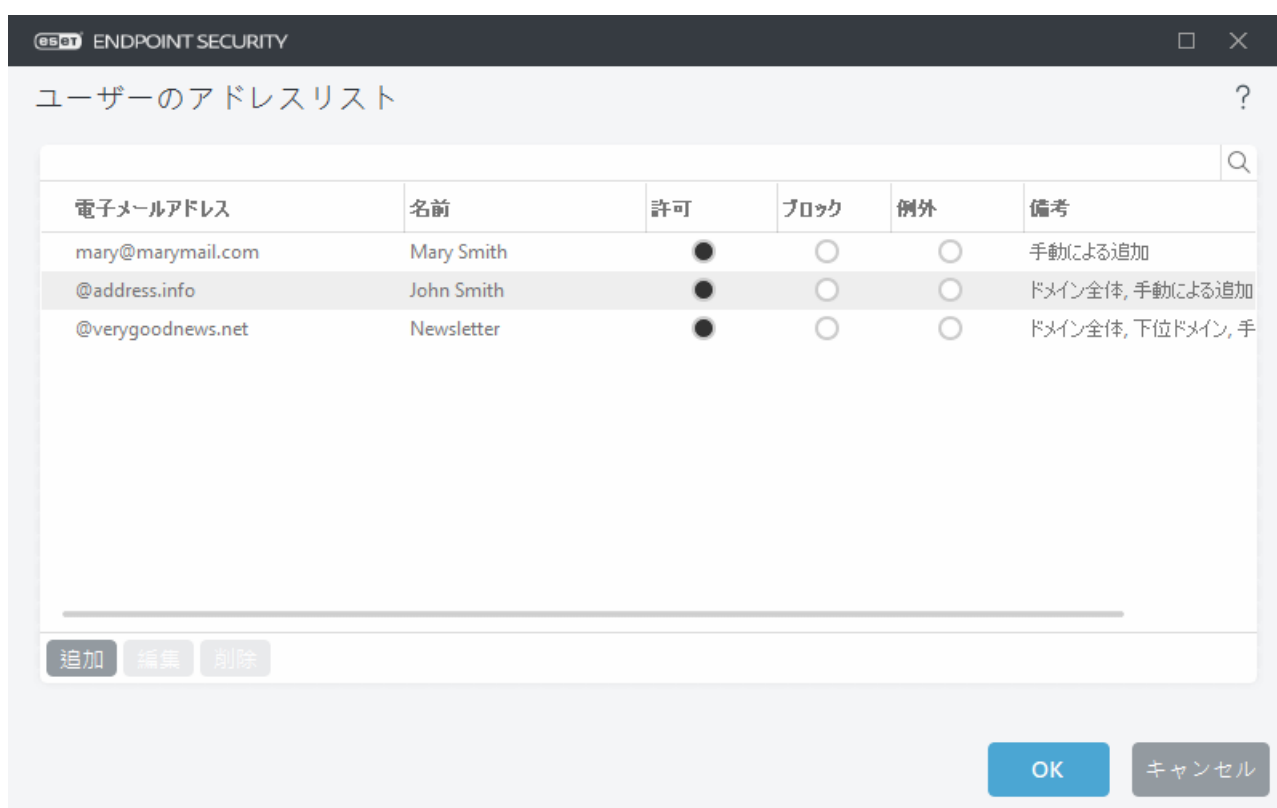 eset ENDPOINT SECURITY
ユーザーのアドレスリスト ?
電子メールアドレス 名前 許可 ブロック 例外 備考
mary@marymail.com Mary Smith 手動による追加
@address.info John Smith ドメイン全体, 手動による追加
@verygoodnews.net Newsletter ドメイン全体, 下位ドメイン, 手
追加 編集 削除
OK キャンセル